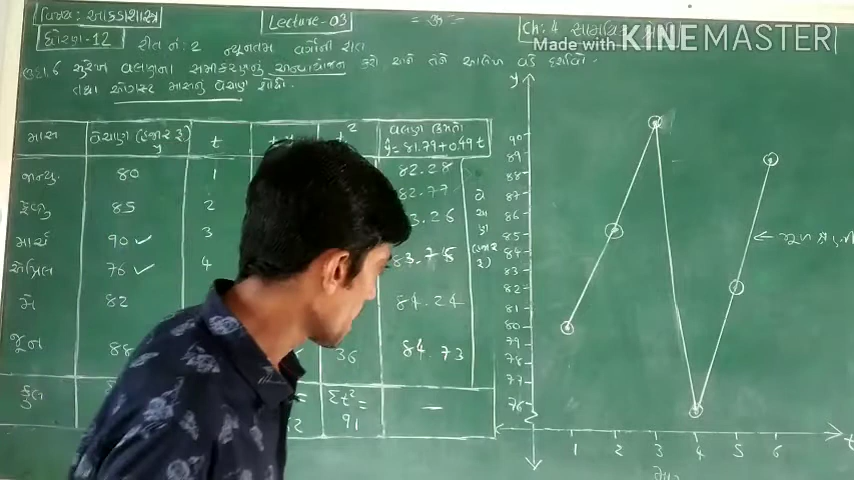 વિષય: આંકડાશાસ્ત્ર
Lecture-03
= ૐ =
Ch: 4 સામયિક
ધોરણ-12
રીત નં: 2 ન્યૂનતમ વર્ગોની રીત
Made with KINEMASTER
ઉદા. 6 સુરેખ વલણના સમીકરણનું અન્વાયોજન કરો અને તેને આલેખ વડે દર્શાવો.
તથા ઓગસ્ટ માસનું વેચાણ શોધો.
માસ વેચાણ (હજાર રૂ) y t t² વલણ કિંમતો ŷ = 81.79+0.49t
જાન્યુ. 80 1 82.28
ફેબ્રુ 85 2 82.77
માર્ચ 90 ✓ 3 3.26
એપ્રિલ 76 ✓ 4 83.75
મે 82 84.24
જૂન 88 36 84.73
કુલ Σt² = 91 —
y
90
89
88
87
86
85
84
83
82
81
80
79
78
77
76
1 2 3 4 5 6 t